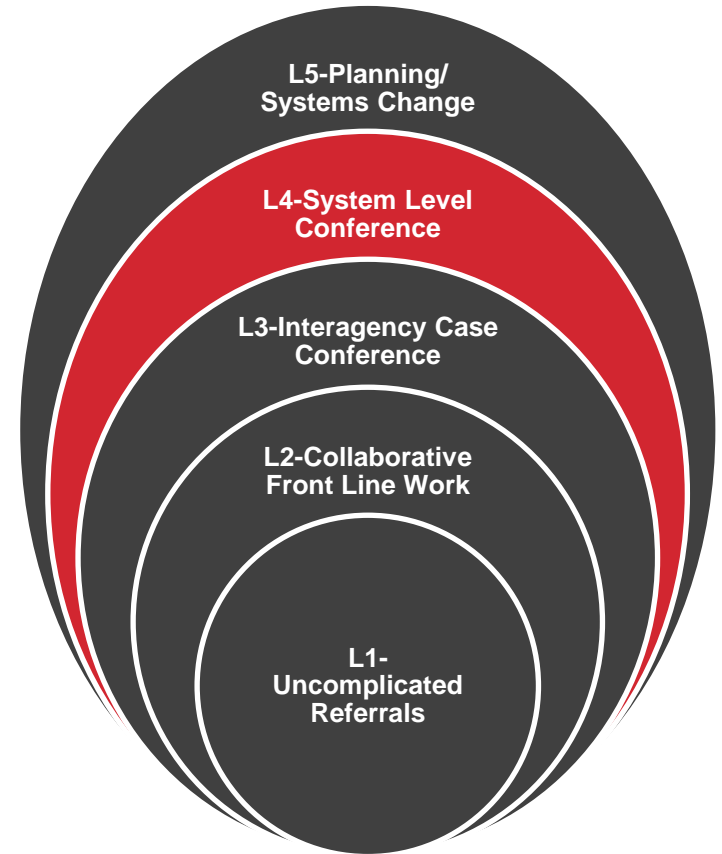 L5-Planning/
Systems Change
L4-System Level
Conference
L3-Interagency Case
Conference
L2-Collaborative
Front Line Work
L1-
Uncomplicated
Referrals